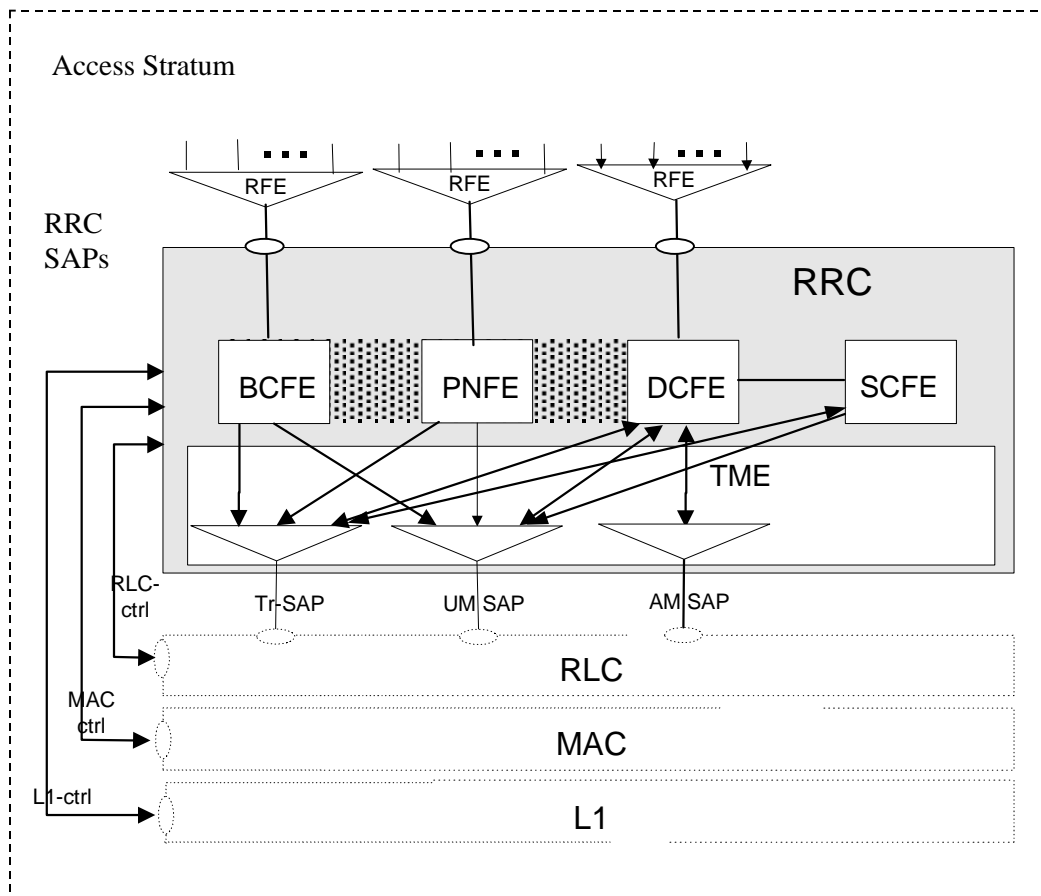 Access Stratum
RFE
RFE
RFE
RRC
SAPs
RRC
BCFE
PNFE
DCFE
SCFE
TME
RLC-
ctrl
Tr-SAP
UM SAP
AM SAP
RLC
MAC
ctrl
MAC
L1-ctrl
L1